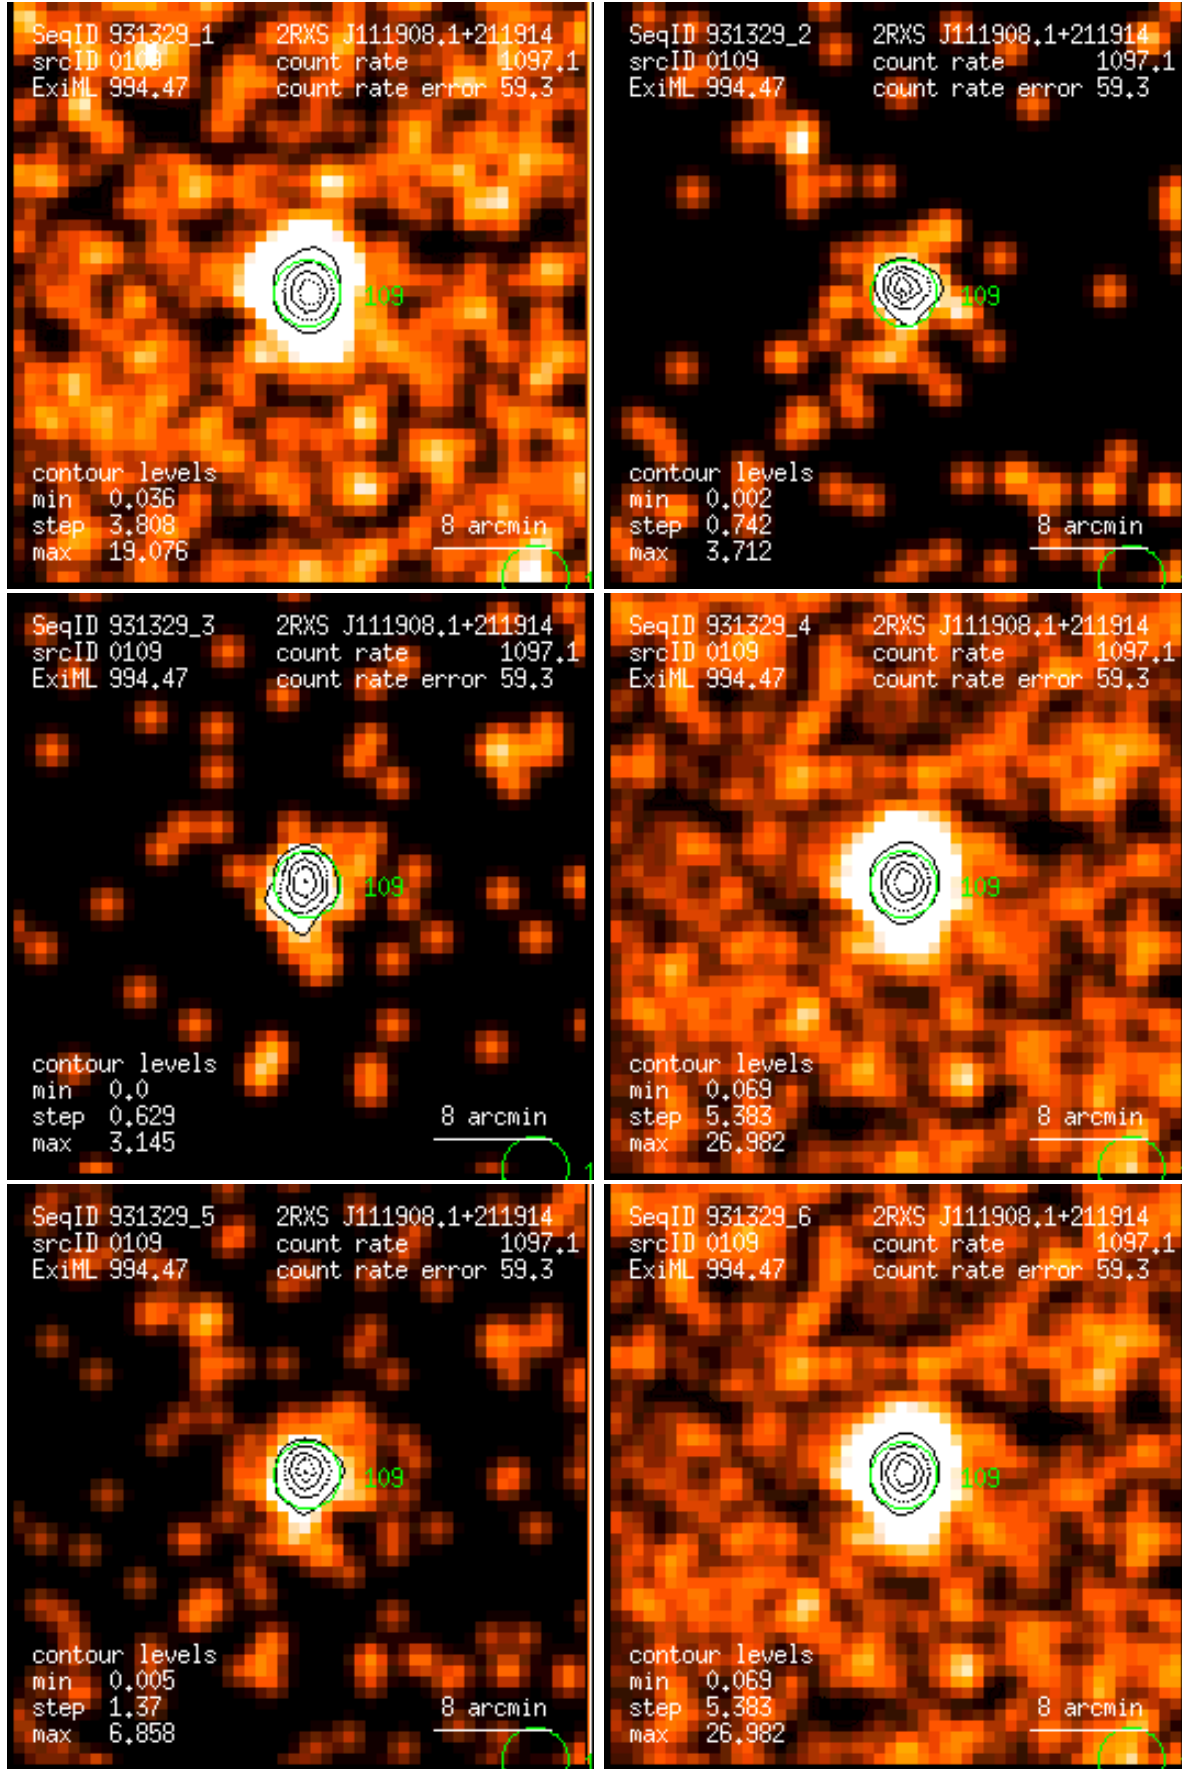 SeqID 931329_1 2RXS J111908.1+211914
srcID 0109 count rate 1097.1
ExiML 994.47 count rate error 59.3
109
contour levels
min 0.036
step 3.808 8 arcmin
max 19.076
SeqID 931329_2 2RXS J111908.1+211914
srcID 0109 count rate 1097.1
ExiML 994.47 count rate error 59.3
109
contour levels
min 0.002
step 0.742 8 arcmin
max 3.712
SeqID 931329_3 2RXS J111908.1+211914
srcID 0109 count rate 1097.1
ExiML 994.47 count rate error 59.3
109
contour levels
min 0.0
step 0.629 8 arcmin
max 3.145
SeqID 931329_4 2RXS J111908.1+211914
srcID 0109 count rate 1097.1
ExiML 994.47 count rate error 59.3
109
contour levels
min 0.069
step 5.383 8 arcmin
max 26.982
SeqID 931329_5 2RXS J111908.1+211914
srcID 0109 count rate 1097.1
ExiML 994.47 count rate error 59.3
109
contour levels
min 0.005
step 1.37 8 arcmin
max 6.858
SeqID 931329_6 2RXS J111908.1+211914
srcID 0109 count rate 1097.1
ExiML 994.47 count rate error 59.3
109
contour levels
min 0.069
step 5.383 8 arcmin
max 26.982